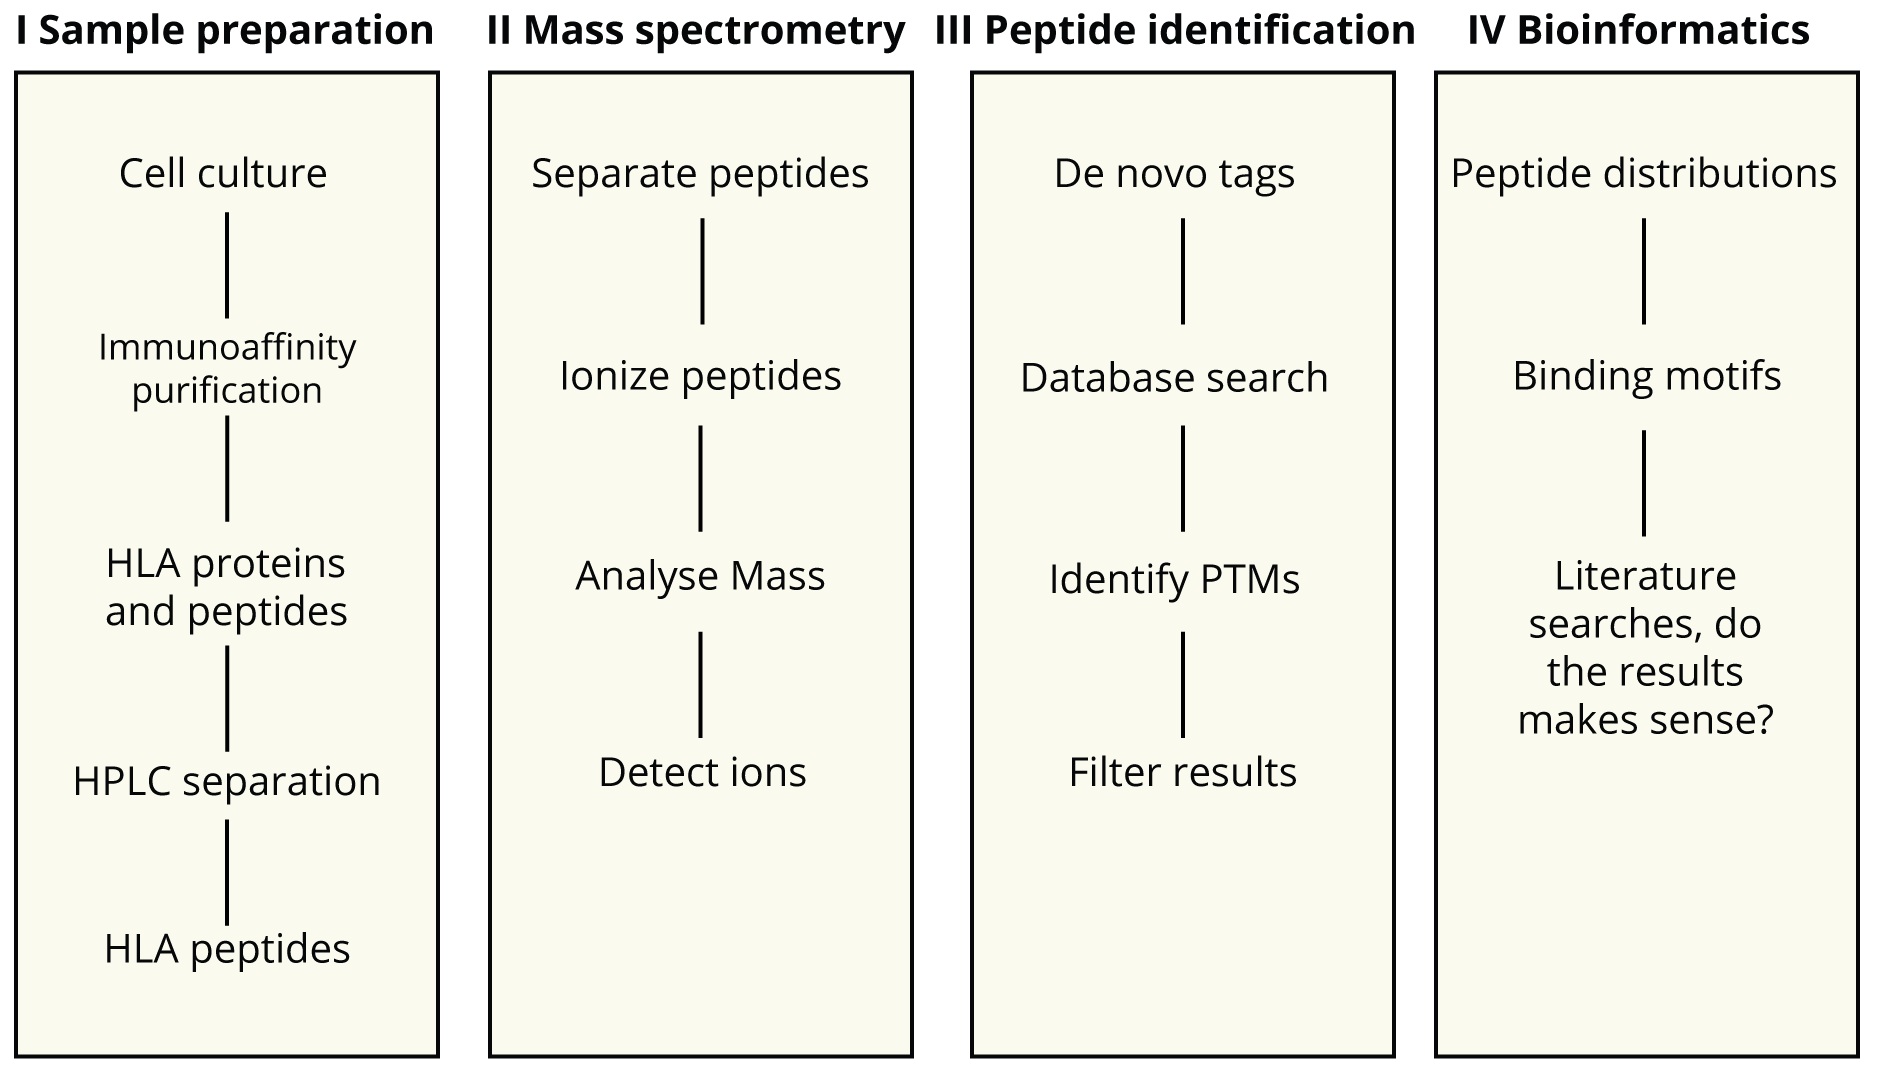 I Sample preparation
Cell culture
Immunoaffinity
purification
HLA proteins
and peptides
HPLC separation
HLA peptides
II Mass spectrometry
Separate peptides
Ionize peptides
Analyse Mass
Detect ions
III Peptide identification
De novo tags
Database search
Identify PTMs
Filter results
IV Bioinformatics
Peptide distributions
Binding motifs
Literature
searches, do
the results
makes sense?